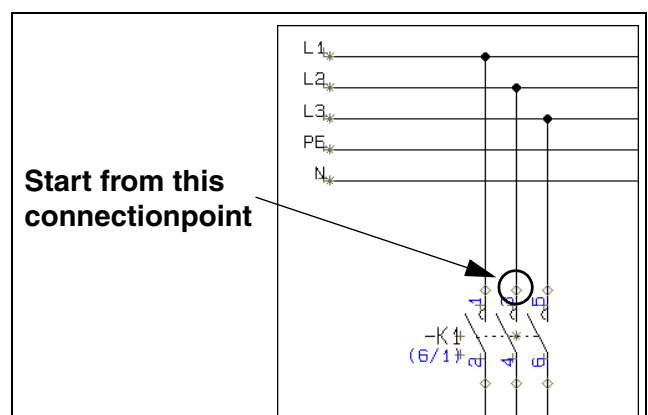 L1
L2
L3
PE
N
Start from this
connectionpoint
1 3 5
-K1
(6/1)
2 4 6